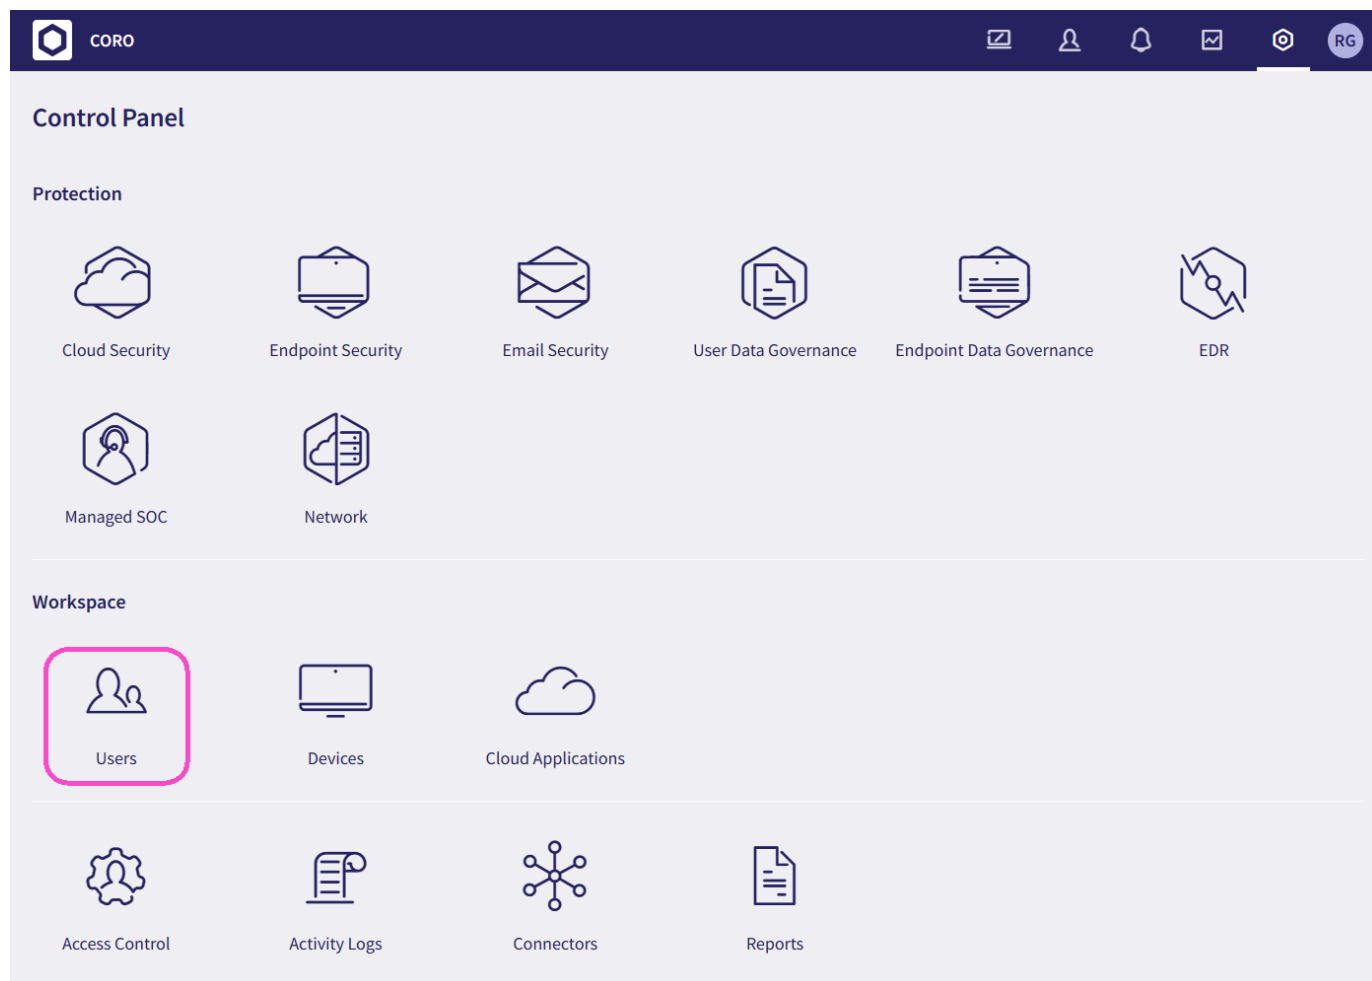 CORO
RG
Control Panel
Protection
Cloud Security
Endpoint Security
Email Security
User Data Governance
Endpoint Data Governance
EDR
Managed SOC
Network
Workspace
Users
Devices
Cloud Applications
Access Control
Activity Logs
Connectors
Reports